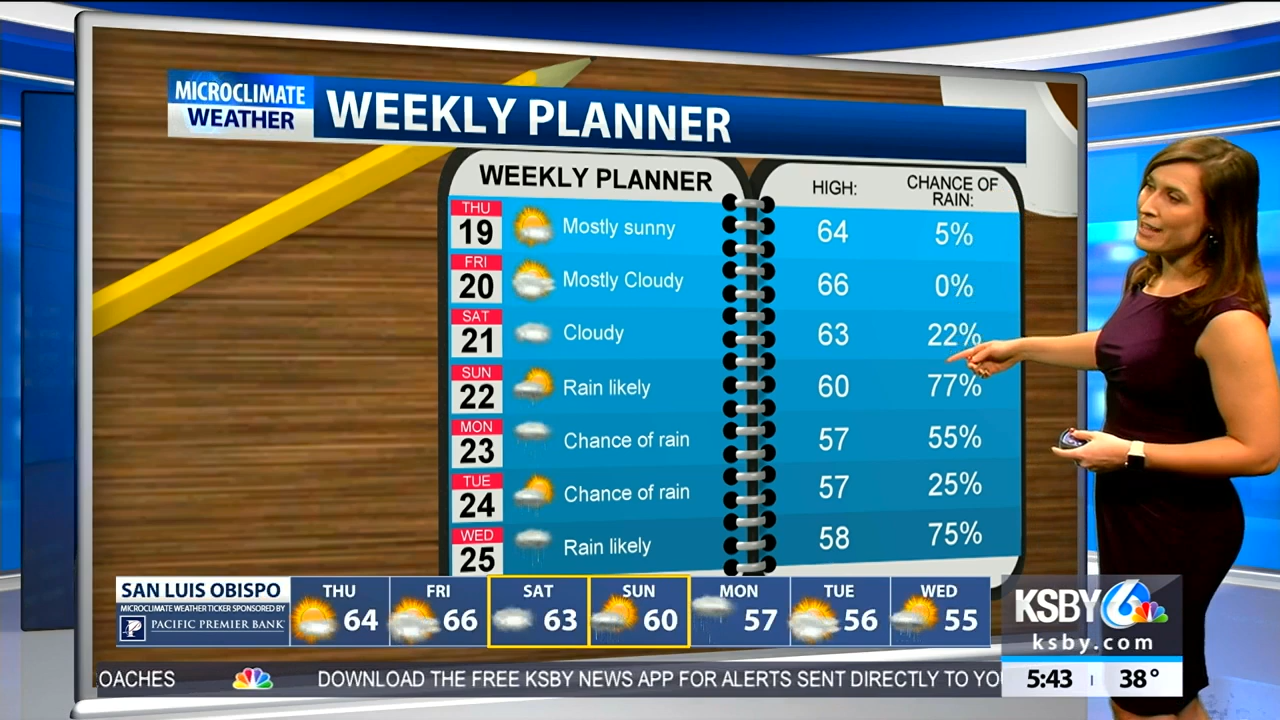 MICROCLIMATE
WEATHER
WEEKLY PLANNER
WEEKLY PLANNER
HIGH:
CHANCE OF
RAIN:
THU
19
Mostly sunny
64
5%
FRI
20
Mostly Cloudy
66
0%
SAT
21
Cloudy
63
22%
SUN
22
Rain likely
60
77%
MON
23
Chance of rain
57
55%
TUE
24
Chance of rain
57
25%
WED
25
Rain likely
58
75%
SAN LUIS OBISPO
MICROCLIMATE WEATHER TICKER SPONSORED BY
PACIFIC PREMIER BANK
THU
64
FRI
66
SAT
63
SUN
60
MON
57
TUE
56
WED
55
KSBY 6
ksby.com
OACHES
DOWNLOAD THE FREE KSBY NEWS APP FOR ALERTS SENT DIRECTLY TO YO
5:43
38°